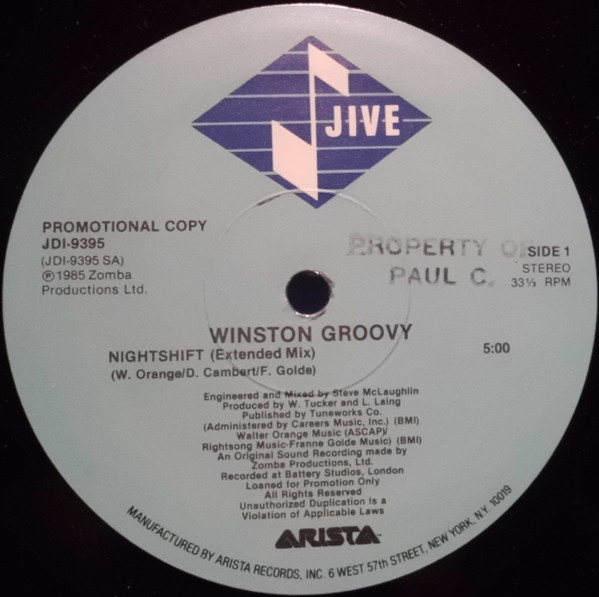 JIVE
PROMOTIONAL COPY
JDI-9395
(JDI-9395 SA)
℗ 1985 Zomba
Productions Ltd.
PROPERTY OF
PAUL C.
SIDE 1
STEREO
33⅓ RPM
WINSTON GROOVY
NIGHTSHIFT (Extended Mix)
5:00
(W. Orange/D. Cambert/F. Golde)
Engineered and Mixed by Steve McLaughlin
Produced by W. Tucker and L. Laing
Published by Tuneworks Co.
(Administered by Careers Music, Inc.) (BMI)
Walter Orange Music (ASCAP)/
Rightsong Music-Franne Golde Music) (BMI)
An Original Sound Recording made by
Zomba Productions, Ltd.
Recorded at Battery Studios, London
Loaned for Promotion Only
All Rights Reserved
Unauthorized Duplication is a
Violation of Applicable Laws
ARISTA
MANUFACTURED BY ARISTA RECORDS, INC. 6 WEST 57th STREET, NEW YORK, N.Y. 10019